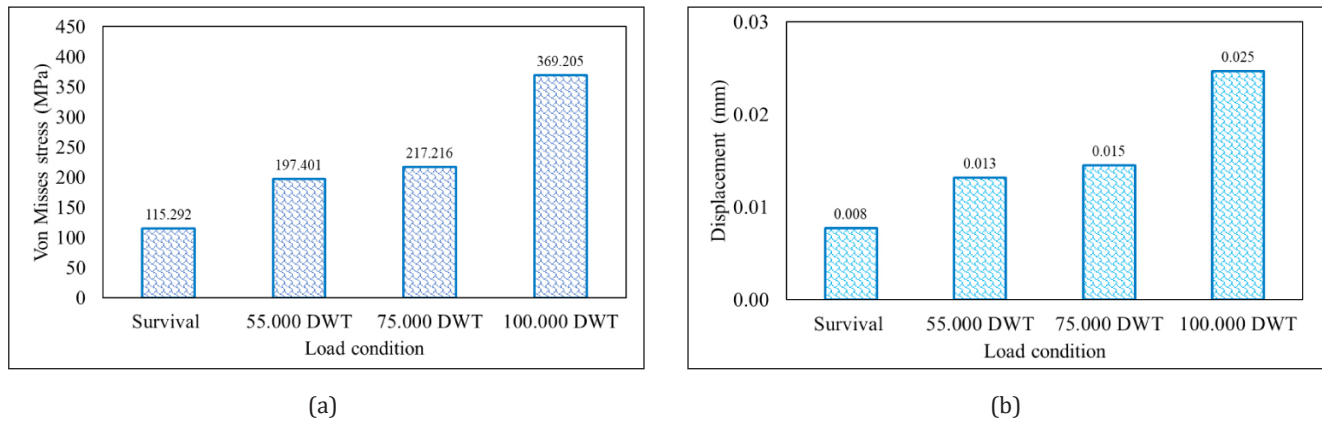 Von Misses stress (MPa)
450
400
350
300
250
200
150
100
50
0
115.292
197.401
217.216
369.205
Survival
55.000 DWT
75.000 DWT
100.000 DWT
Load condition
(a)
Displacement (mm)
0.03
0.02
0.01
0.00
0.008
0.013
0.015
0.025
Survival
55.000 DWT
75.000 DWT
100.000 DWT
Load condition
(b)